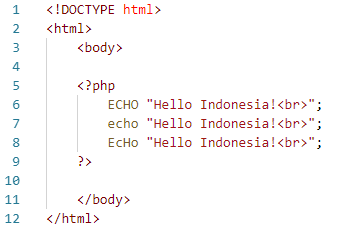 1 <!DOCTYPE html>
2 <html>
3     <body>
4
5     <?php
6         ECHO "Hello Indonesia!<br>";
7         echo "Hello Indonesia!<br>";
8         EcHo "Hello Indonesia!<br>";
9     ?>
10
11     </body>
12 </html>